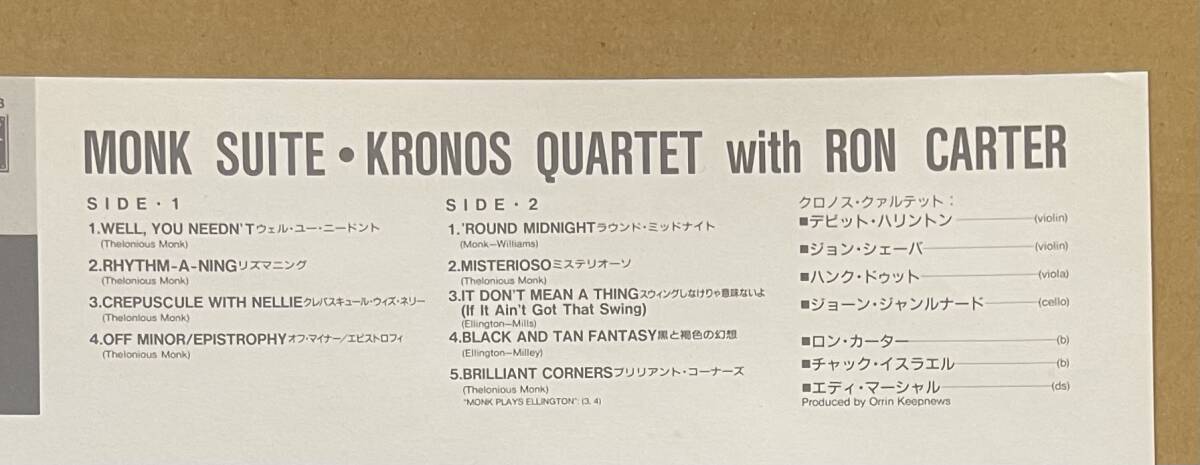 MONK SUITE • KRONOS QUARTET with RON CARTER
SIDE・1
1.WELL, YOU NEEDN'Tウェル・ユー・ニードント
(Thelonious Monk)
2.RHYTHM-A-NINGリズマニング
(Thelonious Monk)
3.CREPUSCULE WITH NELLIEクレパスキュール・ウィズ・ネリー
(Thelonious Monk)
4.OFF MINOR/EPISTROPHYオフ・マイナー/エピストロフィ
(Thelonious Monk)
SIDE・2
1.'ROUND MIDNIGHTラウンド・ミッドナイト
(Monk–Williams)
2.MISTERIOSOミステリオーソ
(Thelonious Monk)
3.IT DON'T MEAN A THINGスウィングしなけりゃ意味ないよ
(If It Ain't Got That Swing)
(Ellington-Mills)
4.BLACK AND TAN FANTASY黒と褐色の幻想
(Ellington-Milley)
5.BRILLIANT CORNERSブリリアント・コーナーズ
(Thelonious Monk)
"MONK PLAYS ELLINGTON": (3, 4)
クロノス・クァルテット：
■デビット・ハリントン (violin)
■ジョン・シェーバ (violin)
■ハンク・ドゥット (viola)
■ジョーン・ジャンルナード (cello)
■ロン・カーター (b)
■チャック・イスラエル (b)
■エディ・マーシャル (ds)
Produced by Orrin Keepnews